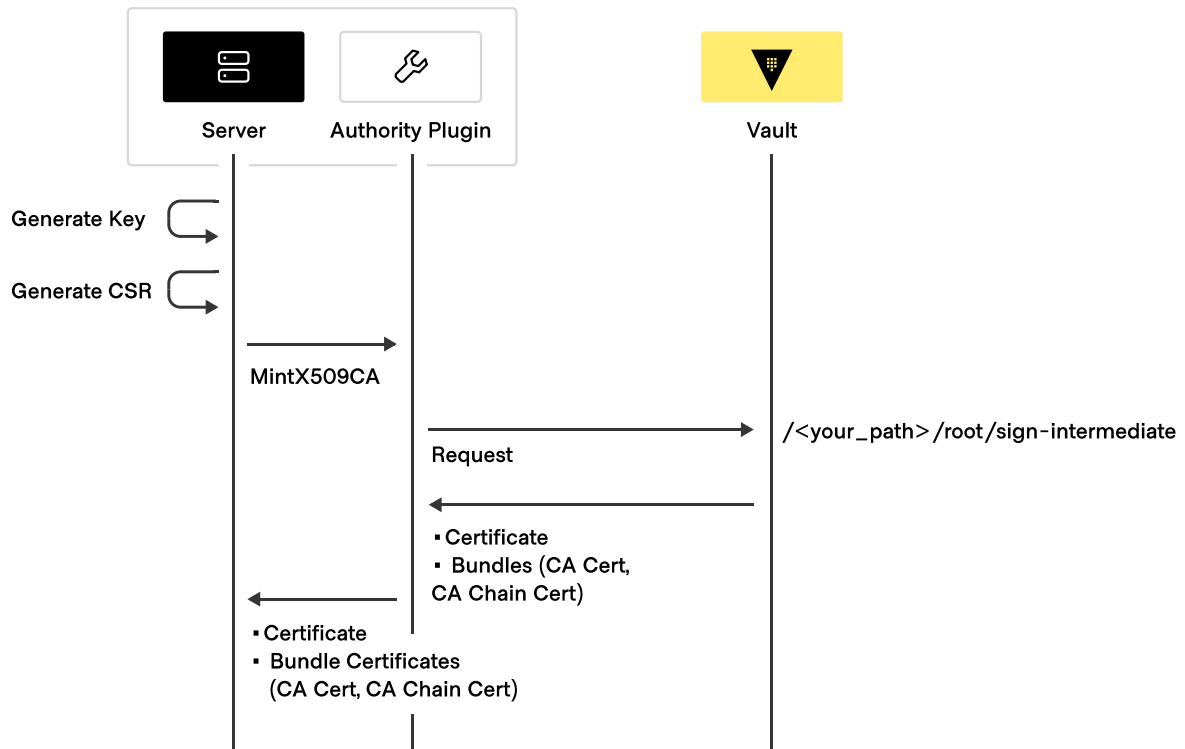 Server
Authority Plugin
Vault
Generate Key
Generate CSR
MintX509CA
/<your_path>/root/sign-intermediate
Request
▪ Certificate
▪ Bundles (CA Cert,
CA Chain Cert)
▪ Certificate
▪ Bundle Certificates
(CA Cert, CA Chain Cert)